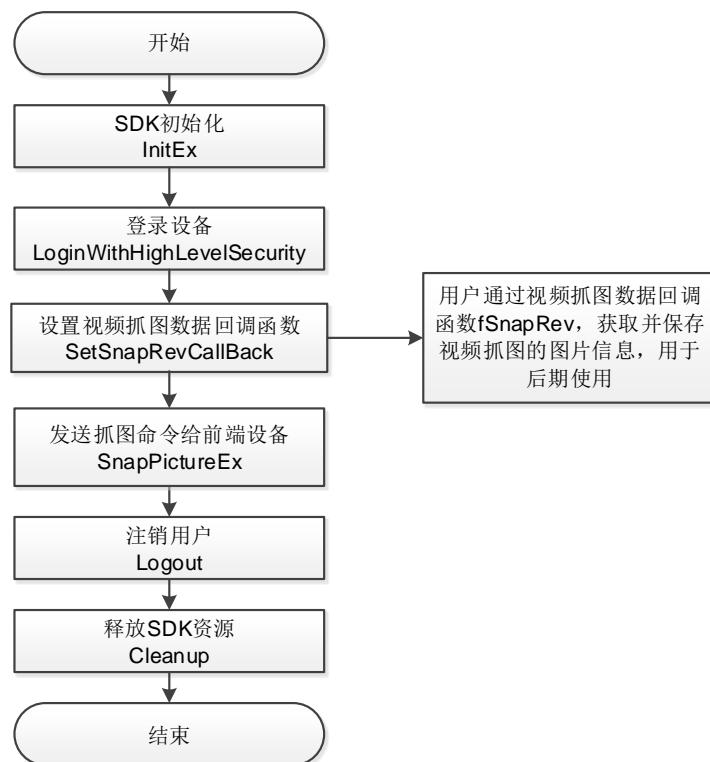 开始
SDK初始化
InitEx
登录设备
LoginWithHighLevelSecurity
设置视频抓图数据回调函数
SetSnapRevCallBack
用户通过视频抓图数据回调
函数fSnapRev，获取并保存
视频抓图的图片信息，用于
后期使用
发送抓图命令给前端设备
SnapPictureEx
注销用户
Logout
释放SDK资源
Cleanup
结束